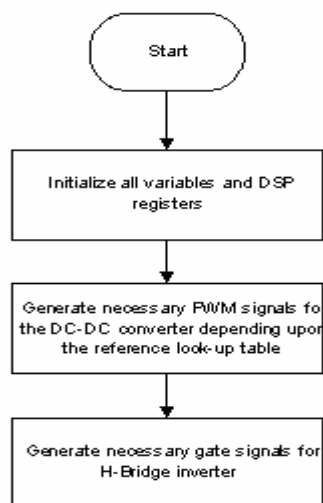 Start
Initialize all variables and DSP
registers
Generate necessary PWM signals for
the DC-DC converter depending upon
the reference look-up table
Generate necessary gate signals for
H-Bridge inverter